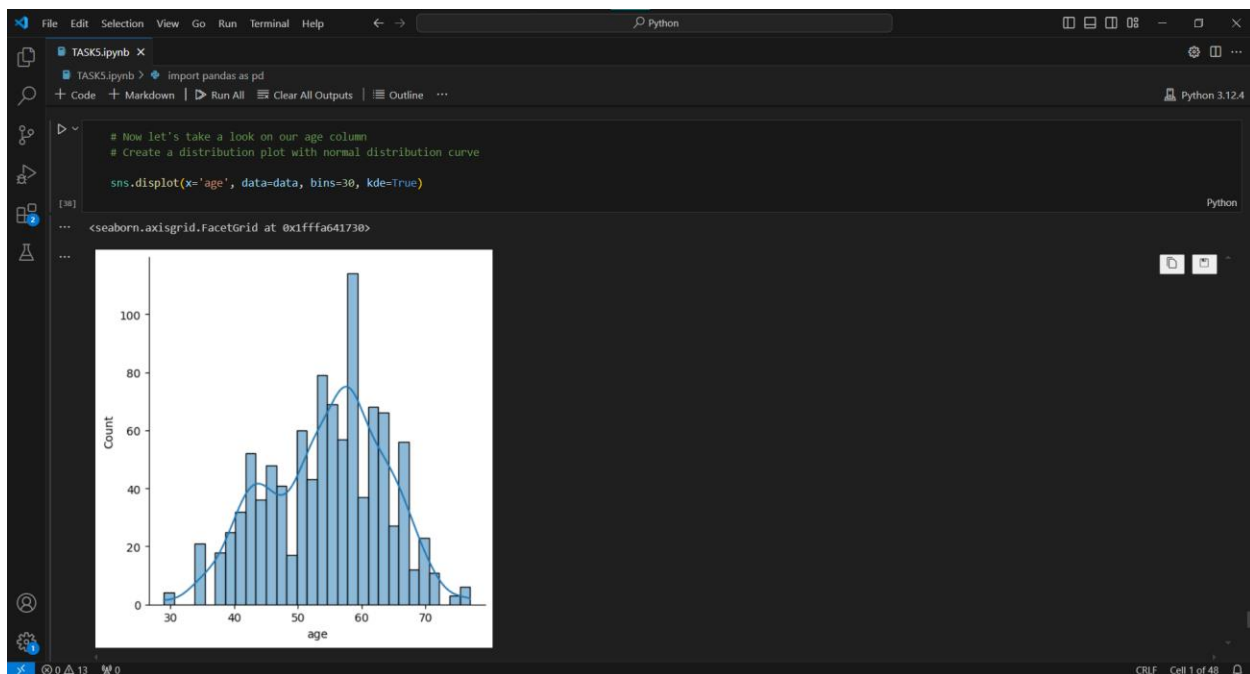 File Edit Selection View Go Run Terminal Help
Python
TASK5.ipynb
TASK5.ipynb > import pandas as pd
+ Code + Markdown | Run All Clear All Outputs | Outline ...
Python 3.12.4
# Now let's take a look on our age column
# Create a distribution plot with normal distribution curve
sns.displot(x='age', data=data, bins=30, kde=True)
[38]
Python
2
... <seaborn.axisgrid.FacetGrid at 0x1fffa641730>
...
100
80
60
40
20
0
Count
30 40 50 60 70
age
1
0 13 0
CRLF Cell 1 of 48